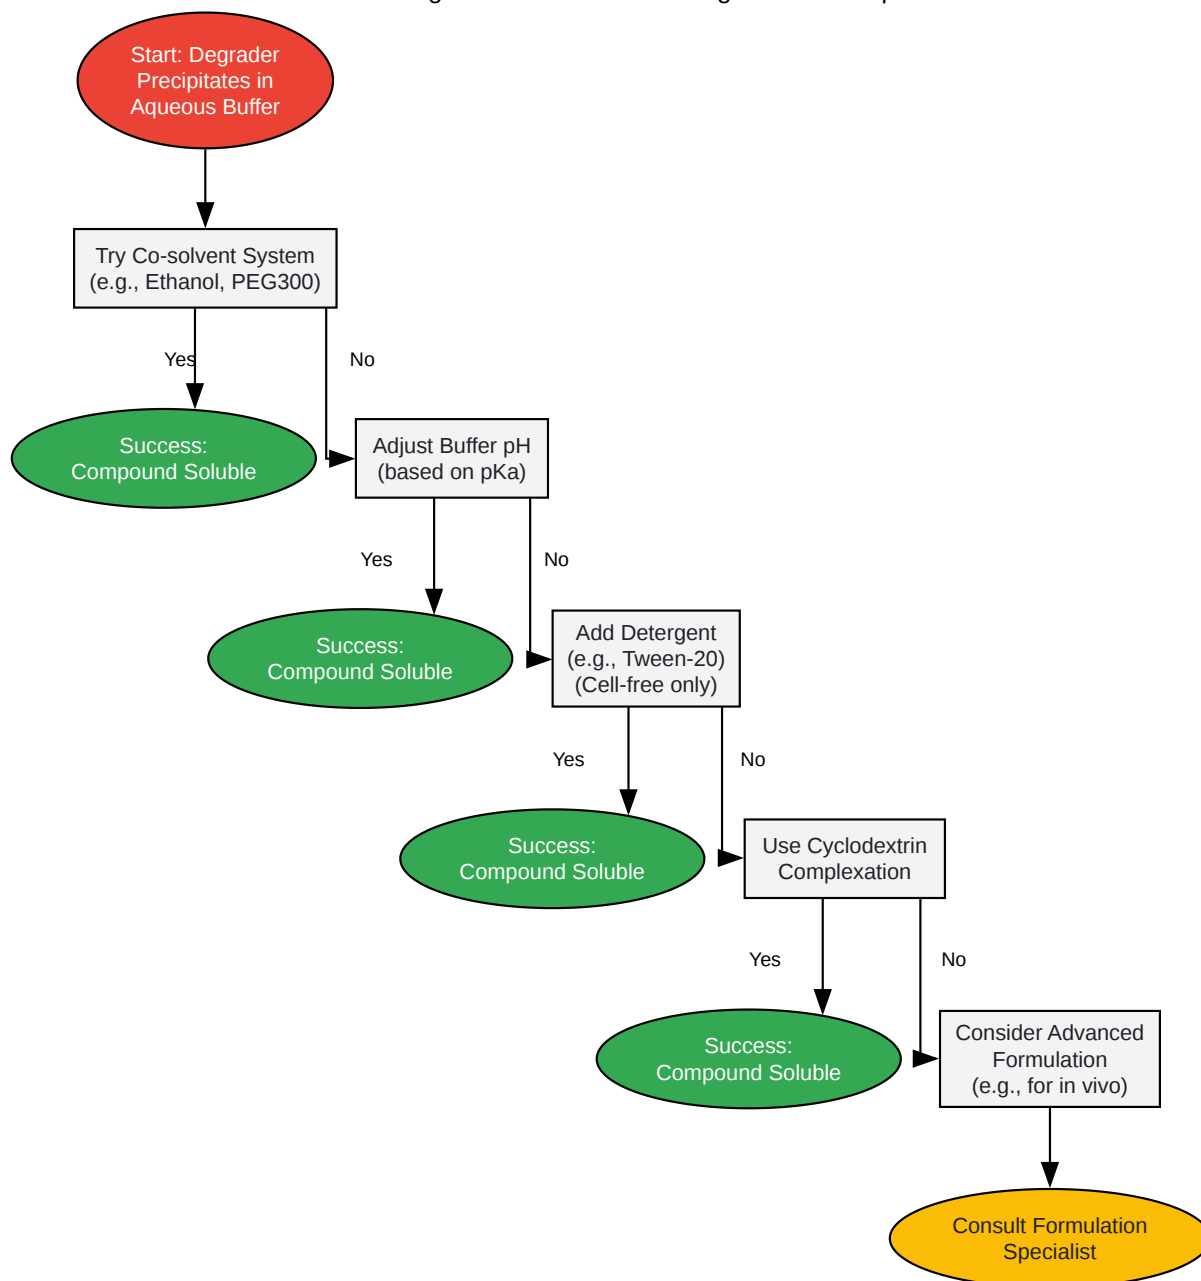 Start: Degrader
Precipitates in
Aqueous Buffer
Try Co-solvent System
(e.g., Ethanol, PEG300)
Yes
No
Success:
Compound Soluble
Adjust Buffer pH
(based on pKa)
Yes
No
Success:
Compound Soluble
Add Detergent
(e.g., Tween-20)
(Cell-free only)
Yes
No
Success:
Compound Soluble
Use Cyclodextrin
Complexation
Yes
No
Success:
Compound Soluble
Consider Advanced
Formulation
(e.g., for in vivo)
Consult Formulation
Specialist